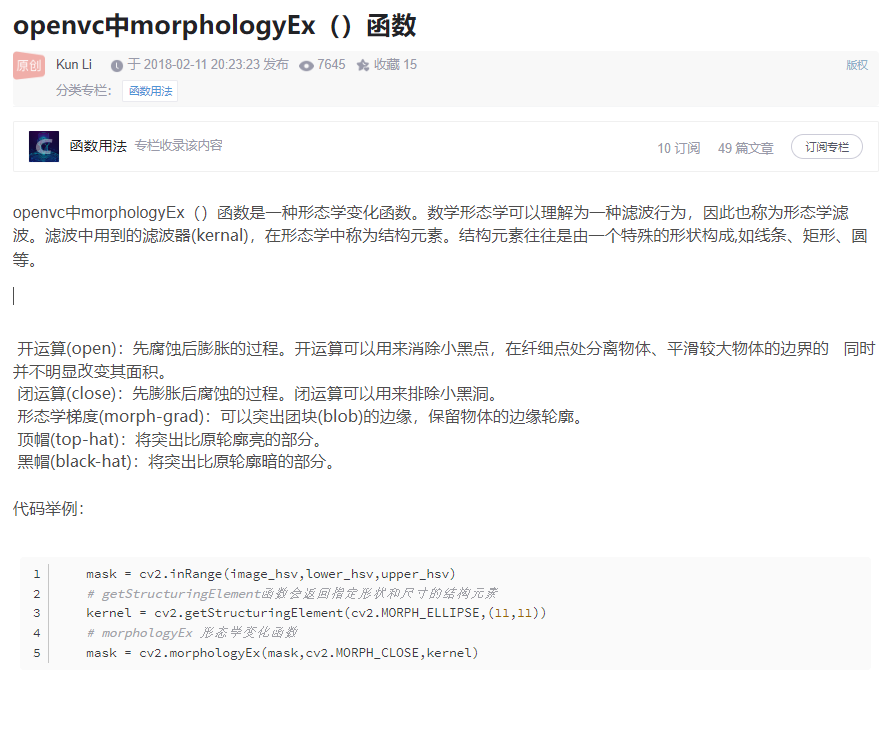 openvc中morphologyEx（）函数
原创 Kun Li 于 2018-02-11 20:23:23 发布 7645 收藏 15 版权
分类专栏： 函数用法
函数用法 专栏收录该内容 10 订阅 49 篇文章 订阅专栏
openvc中morphologyEx（）函数是一种形态学变化函数。数学形态学可以理解为一种滤波行为，因此也称为形态学滤
波。滤波中用到的滤波器(kernal)，在形态学中称为结构元素。结构元素往往是由一个特殊的形状构成,如线条、矩形、圆
等。
开运算(open)：先腐蚀后膨胀的过程。开运算可以用来消除小黑点，在纤细点处分离物体、平滑较大物体的边界的 同时
并不明显改变其面积。
闭运算(close)：先膨胀后腐蚀的过程。闭运算可以用来排除小黑洞。
形态学梯度(morph-grad)：可以突出团块(blob)的边缘，保留物体的边缘轮廓。
顶帽(top-hat)：将突出比原轮廓亮的部分。
黑帽(black-hat)：将突出比原轮廓暗的部分。
代码举例：
1 mask = cv2.inRange(image_hsv,lower_hsv,upper_hsv)
2 # getStructuringElement函数会返回指定形状和尺寸的结构元素
3 kernel = cv2.getStructuringElement(cv2.MORPH_ELLIPSE,(11,11))
4 # morphologyEx 形态学变化函数
5 mask = cv2.morphologyEx(mask,cv2.MORPH_CLOSE,kernel)